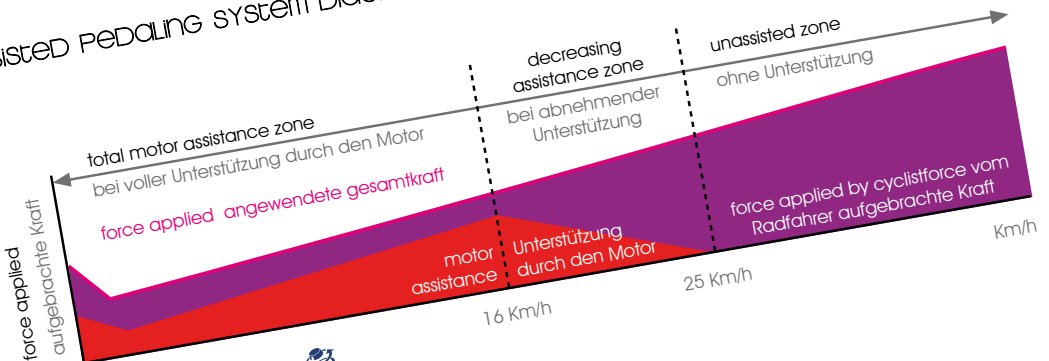 PEDALING SYSTEM
total motor assistance zone
bei voller Unterstützung durch den Motor
decreasing
assistance zone
bei abnehmender
Unterstützung
unassisted zone
ohne Unterstützung
force applied angewendete gesamtkraft
force applied
aufgebrachte Kraft
motor
assistance
Unterstützung
durch den Motor
force applied by cyclistforce vom
Radfahrer aufgebrachte Kraft
16 Km/h
25 Km/h
Km/h